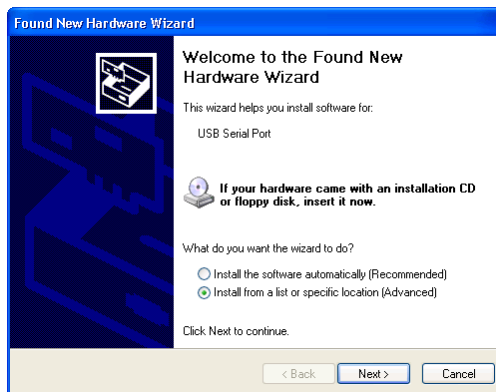 Found New Hardware Wizard
Welcome to the Found New
Hardware Wizard
This wizard helps you install software for:
USB Serial Port
If your hardware came with an installation CD
or floppy disk, insert it now.
What do you want the wizard to do?
Install the software automatically (Recommended)
Install from a list or specific location (Advanced)
Click Next to continue.
< Back
Next >
Cancel